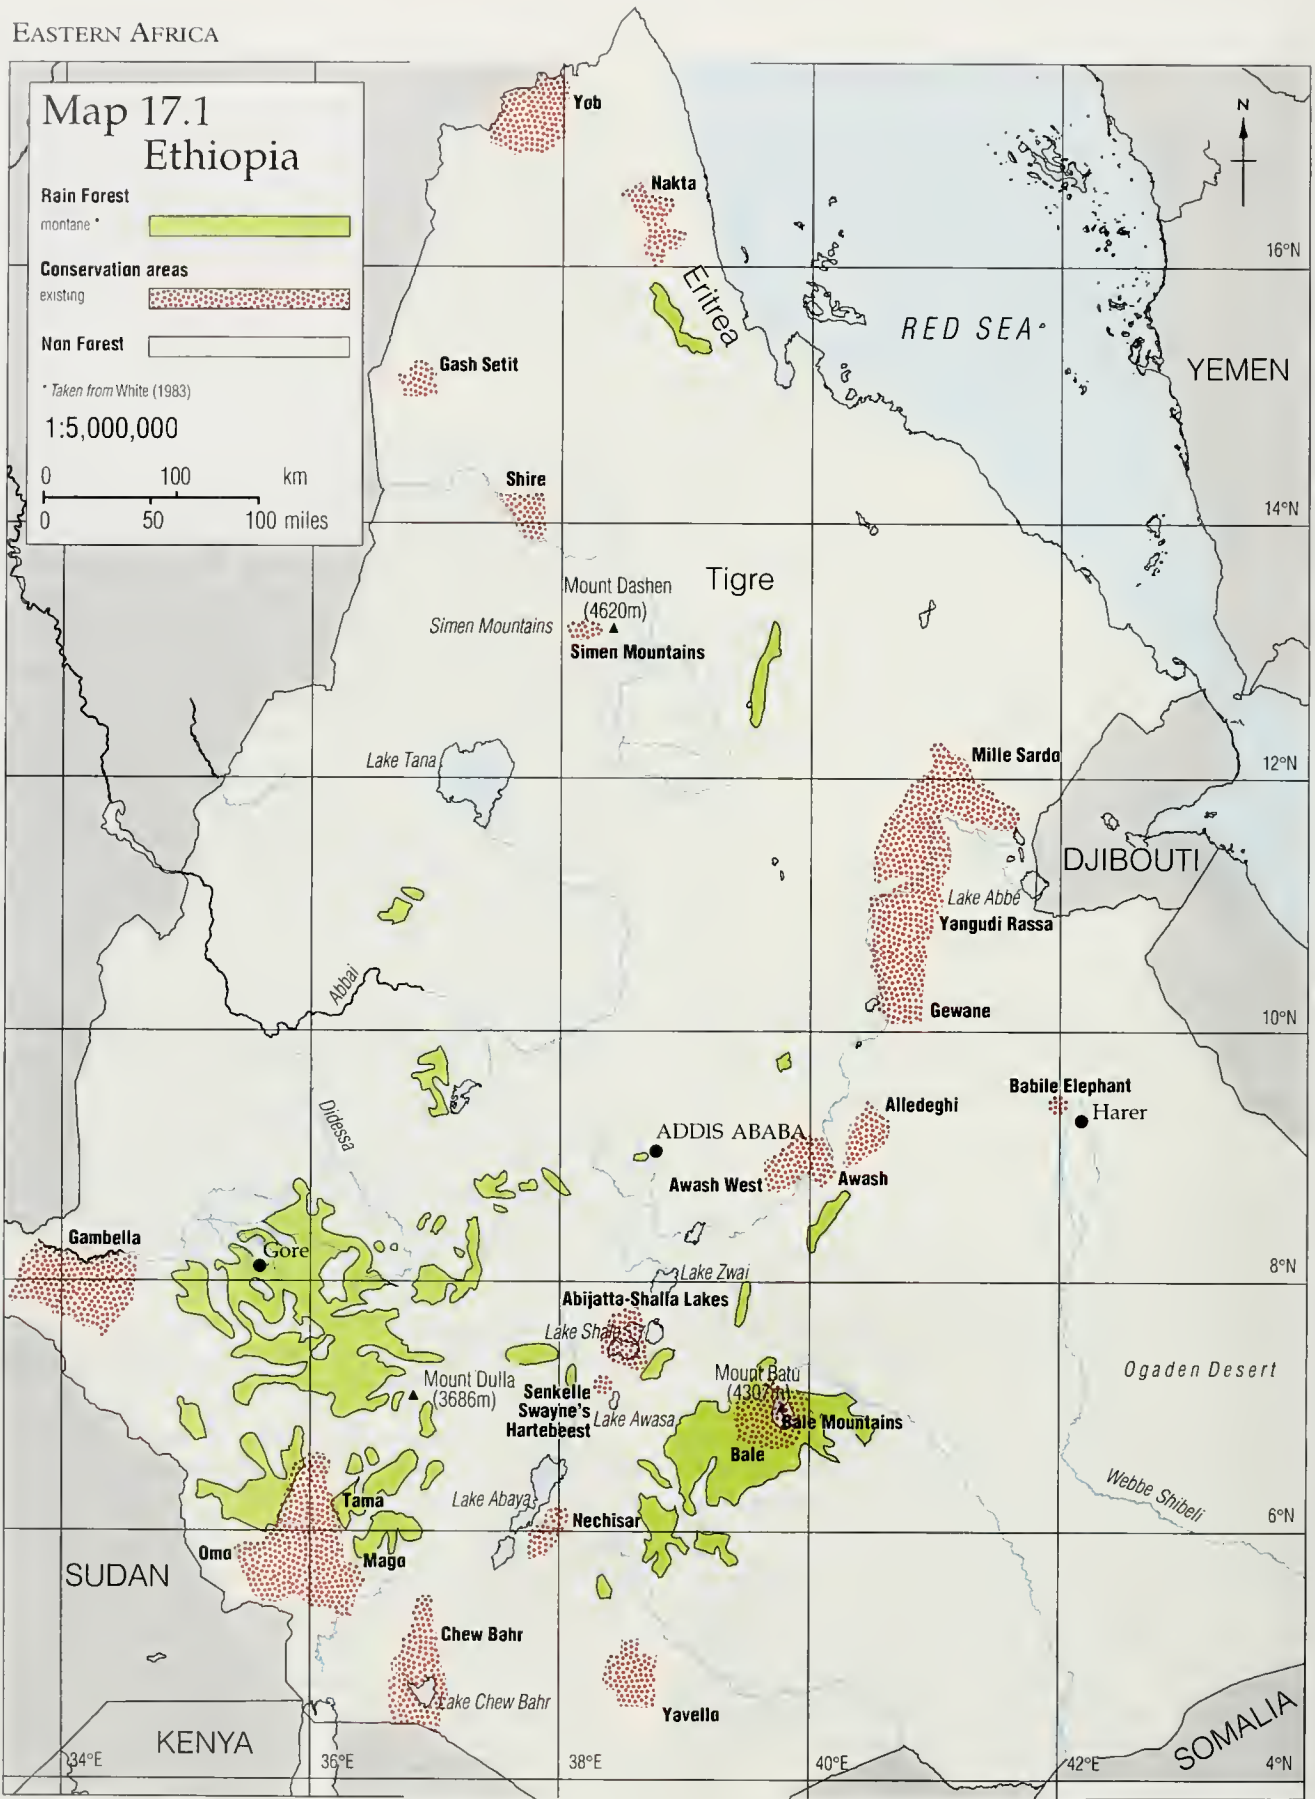 EASTERN AFRICA
Map 17.1
Ethiopia
Rain Forest
montane *
Conservation areas
existing
Non Forest
* Taken from White (1983)
1:5,000,000
0 100 km
0 50 100 miles
N
Yob
Nakta
16°N
Eritrea
RED SEA
YEMEN
Gash Setit
Shire
14°N
Mount Dashen
(4620m)
Tigre
Simen Mountains
Simen Mountains
Lake Tana
Mille Sardo
12°N
DJIBOUTI
Lake Abbé
Yangudi Rassa
Abbai
Gewane
10°N
Didessa
Babile Elephant
Alledeghi
Harer
ADDIS ABABA
Awash West
Awash
Gambella
Gore
Lake Zwai
8°N
Abijatta-Shalla Lakes
Lake Shala
Mount Dulla
(3686m)
Mount Batu
(4307m)
Ogaden Desert
Senkelle
Swayne's
Hartebeest
Lake Awasa
Bale Mountains
Bale
Webbe Shibeli
Tama
Lake Abaya
Nechisar
6°N
Omo
Mago
SUDAN
Chew Bahr
Lake Chew Bahr
Yavello
KENYA
SOMALIA
34°E
36°E
38°E
40°E
42°E
4°N